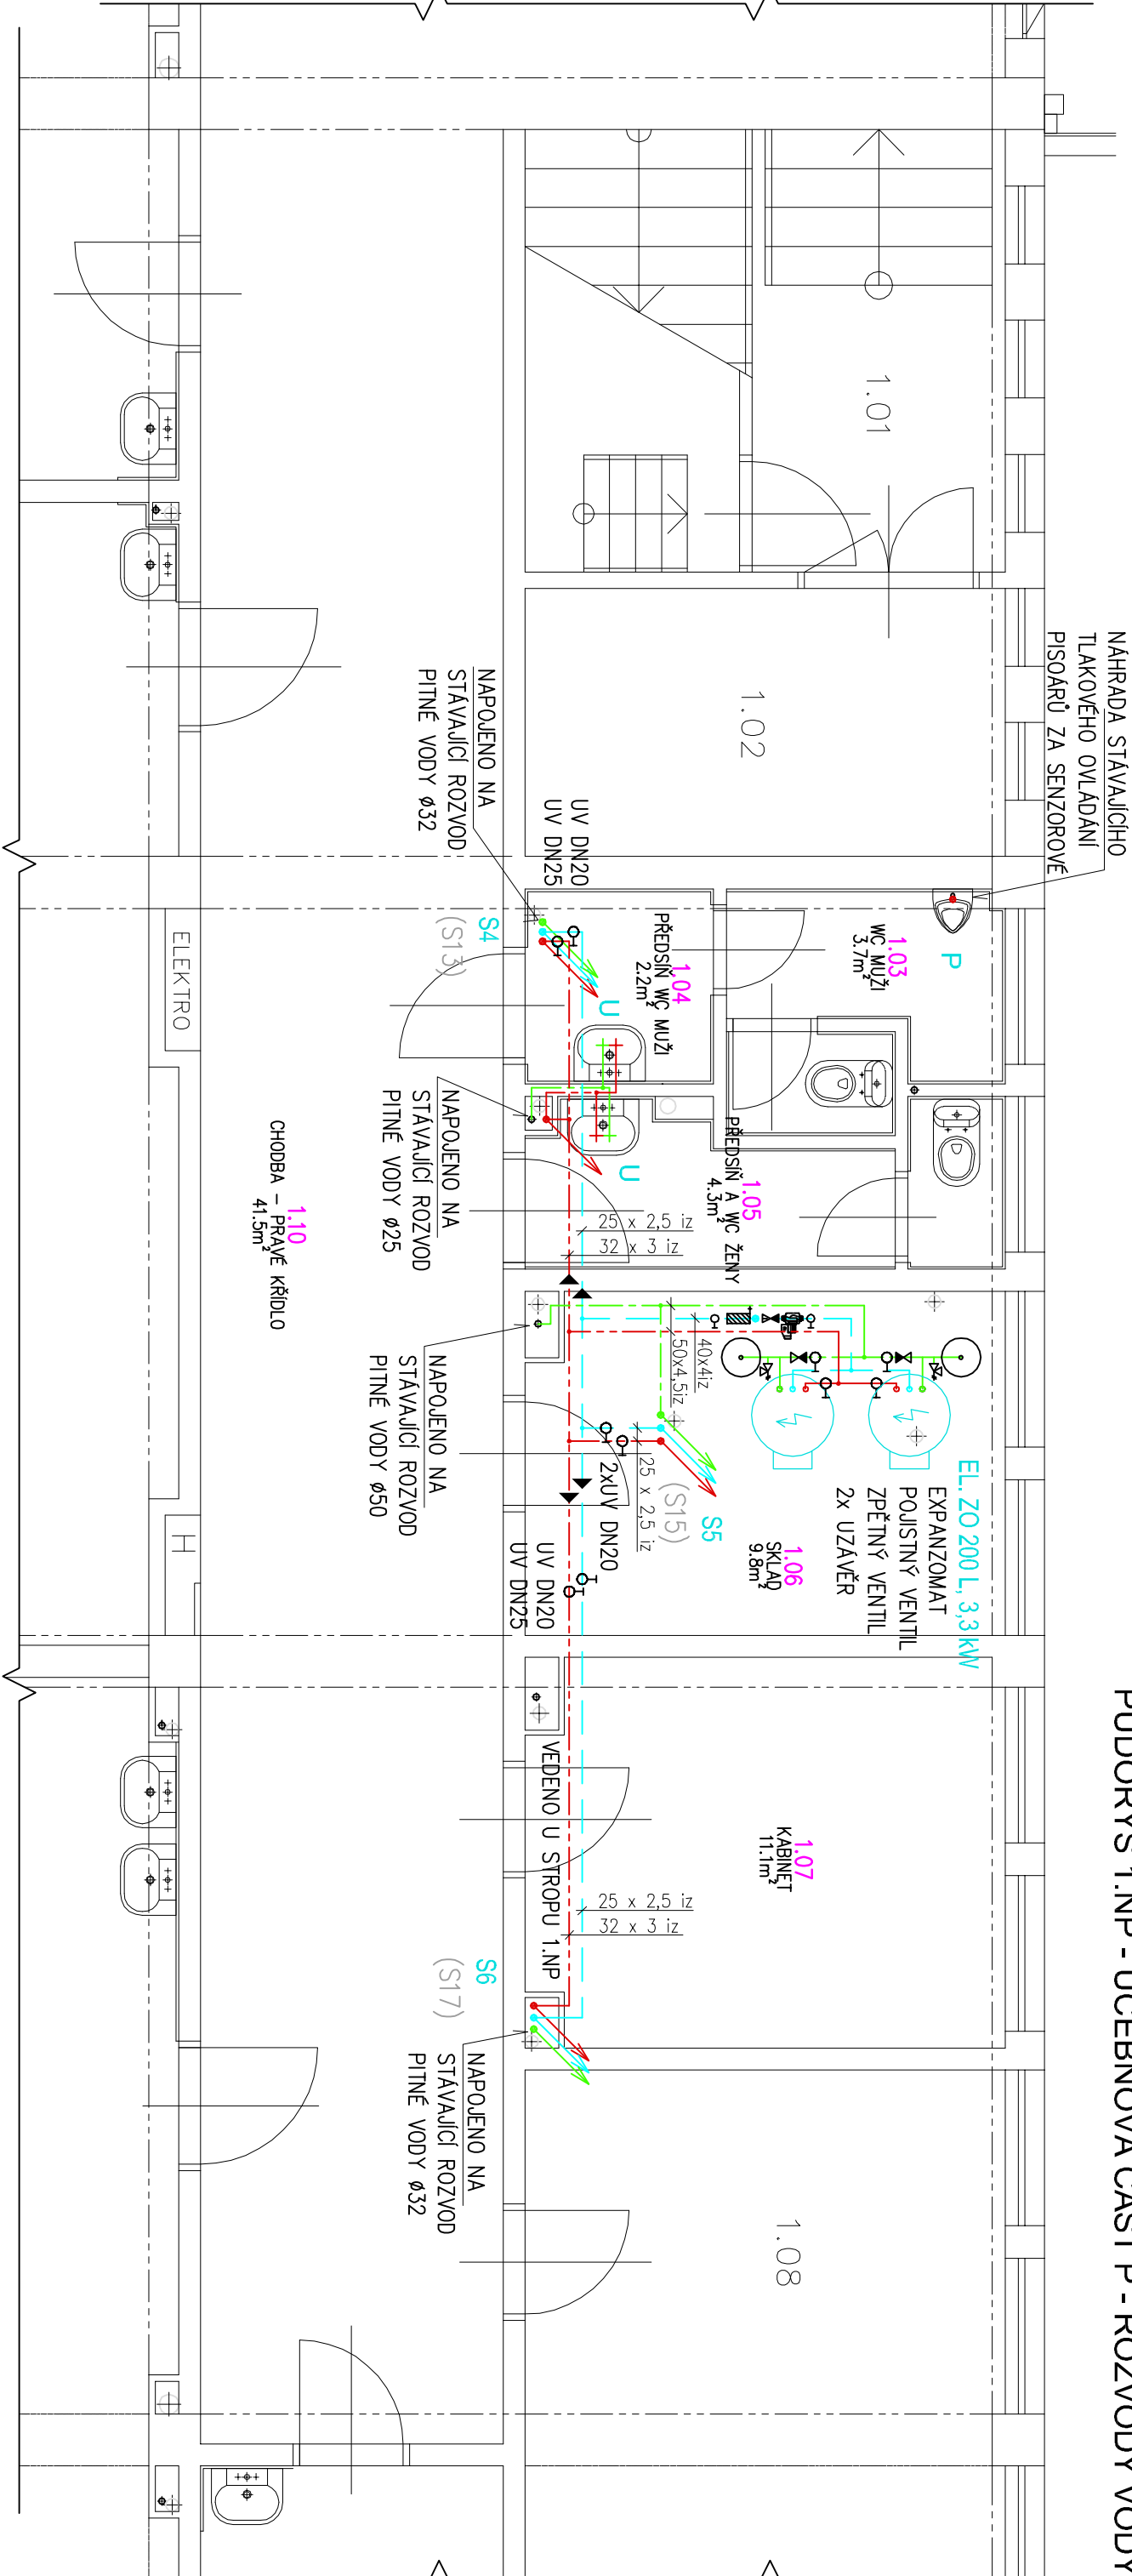 PŮDORYS 1.NP - UČEBNOVÁ ČÁST P - ROZVODY VODY
NÁHRADA STÁVAJÍCÍHO
TLAKOVÉHO OVLÁDÁNÍ
PISOÁRŮ ZA SENZOROVÉ
1.01
1.02
1.03
WC MUŽI
3.7m²
P
1.04
PŘEDSÍŇ WC MUŽI
2.2m²
U
UV DN20
UV DN25
NAPOJENO NA
STÁVAJÍCÍ ROZVOD
PITNÉ VODY ø32
S4
(S13)
ELEKTRO
1.05
PŘEDSÍŇ A WC ŽENY
4.3m²
U
25 x 2,5 iz
32 x 3 iz
NAPOJENO NA
STÁVAJÍCÍ ROZVOD
PITNÉ VODY ø25
1.10
CHODBA – PRAVÉ KŘÍDLO
41.5m²
40x4iz
50x4,5iz
EL. ZO 200 L, 3,3 kW
EXPANZOMAT
POJISTNÝ VENTIL
ZPĚTNÝ VENTIL
2x UZÁVĚR
1.06
SKLAD
9.8m²
S5
(S15)
25 x 2,5 iz
2xUV DN20
UV DN20
UV DN25
NAPOJENO NA
STÁVAJÍCÍ ROZVOD
PITNÉ VODY ø50
H
1.07
KABINET
11.1m²
VEDENO U STROPU 1.NP
25 x 2,5 iz
32 x 3 iz
S6
(S17)
NAPOJENO NA
STÁVAJÍCÍ ROZVOD
PITNÉ VODY ø32
1.08